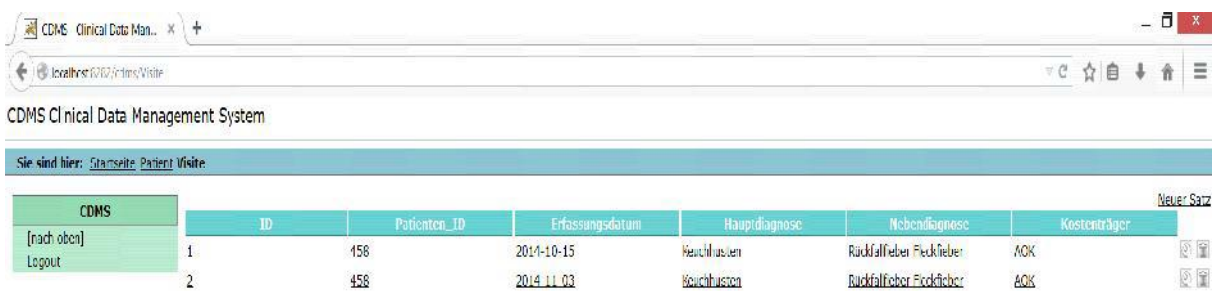 CDMS Clinical Data Man...
localhost:8282/cdms/Visite
CDMS Clinical Data Management System
Sie sind hier: Startseite Patient Visite
Neuer Satz
CDMS
[nach oben]
Logout
ID Patienten_ID Erfassungsdatum Hauptdiagnose Nebendiagnose Kostenträger
1 458 2014-10-15 Keuchhusten Rückfallfieber Fleckfieber AOK
2 458 2014-11-03 Keuchhusten Rückfallfieber Fleckfieber AOK